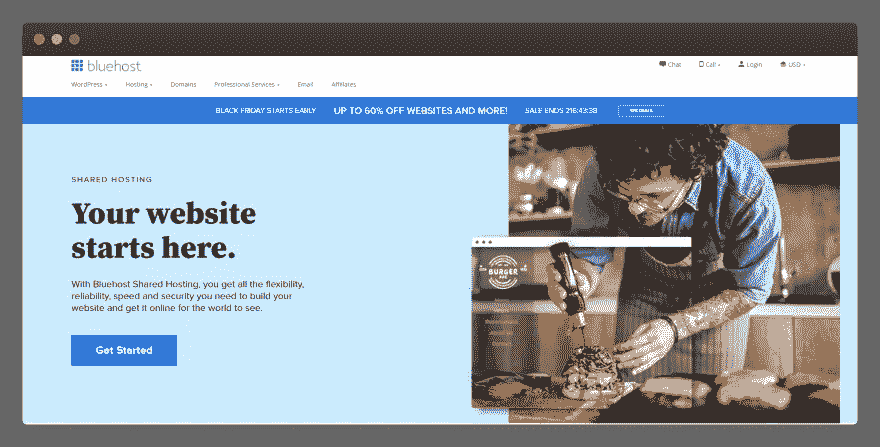 bluehost
Chat Call Login USD
WordPress Hosting Domains Professional Services Email Affiliates
BLACK FRIDAY STARTS EARLY UP TO 60% OFF WEBSITES AND MORE! SALE ENDS 216:43:38
SHARED HOSTING
Your website
starts here.
With Bluehost Shared Hosting, you get all the flexibility,
reliability, speed and security you need to build your
website and get it online for the world to see.
Get Started
BURGER